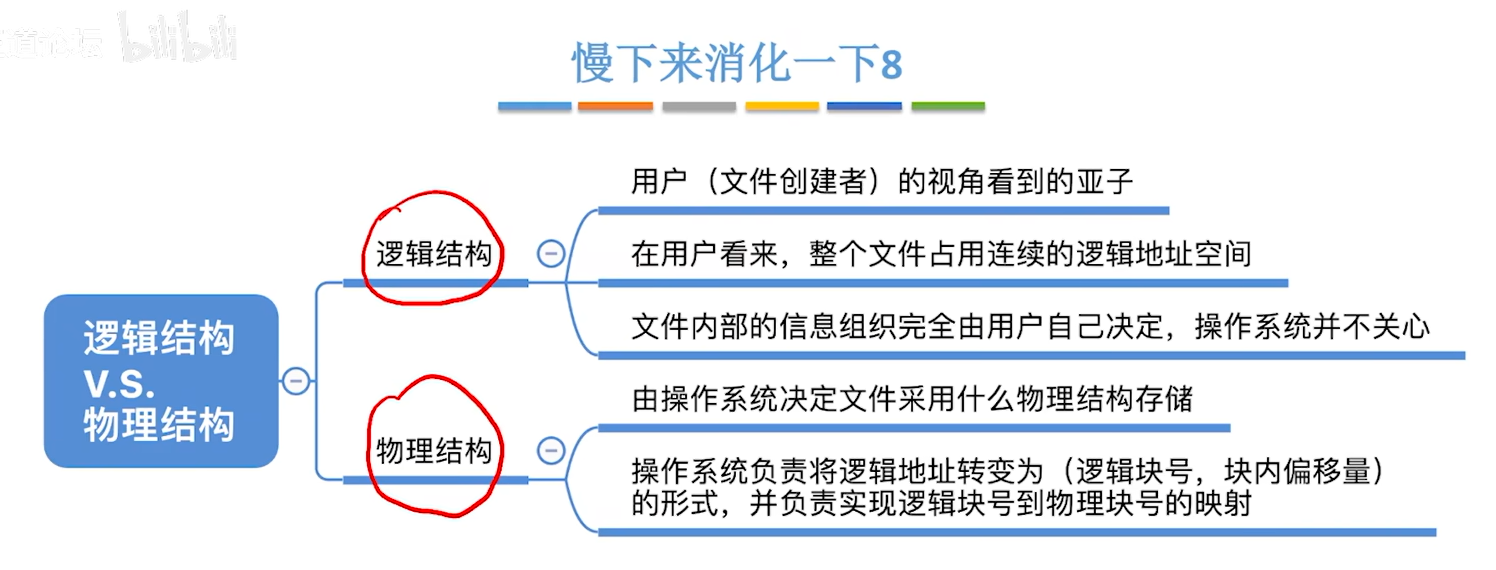 bilibili
慢下来消化一下8
逻辑结构
V.S.
物理结构
逻辑结构
用户（文件创建者）的视角看到的亚子
在用户看来，整个文件占用连续的逻辑地址空间
文件内部的信息组织完全由用户自己决定，操作系统并不关心
物理结构
由操作系统决定文件采用什么物理结构存储
操作系统负责将逻辑地址转变为（逻辑块号，块内偏移量）
的形式，并负责实现逻辑块号到物理块号的映射